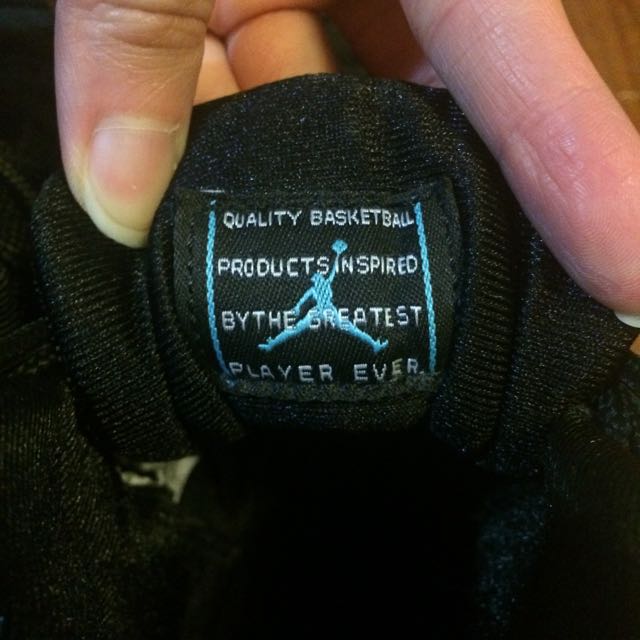 QUALITY BASKETBALL
PRODUCTS INSPIRED
BY THE GREATEST
PLAYER EVER